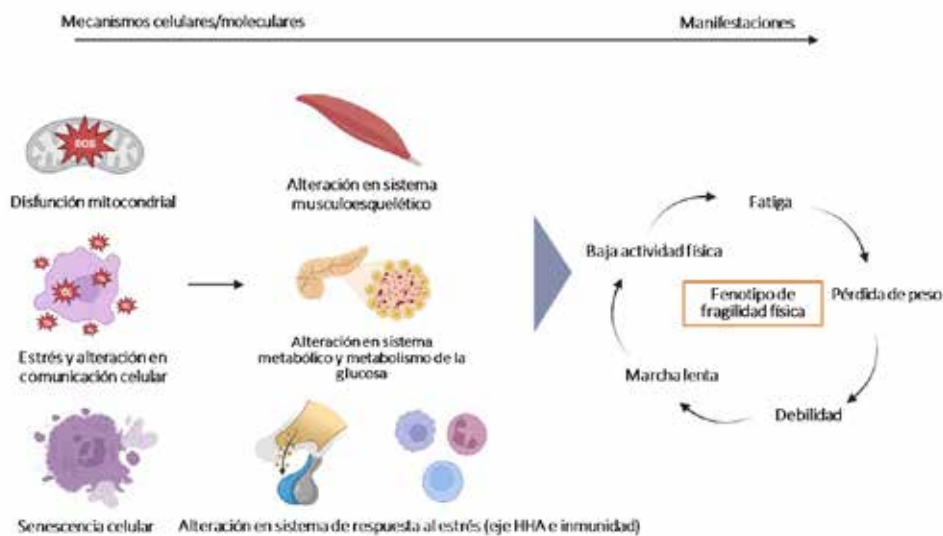 Mecanismos celulares/moleculares
Manifestaciones
ROS
Disfunción mitocondrial
Alteración en sistema
musculoesquelético
Estrés y alteración en
comunicación celular
Alteración en sistema
metabólico y metabolismo de la
glucosa
Senescencia celular
Alteración en sistema de respuesta al estrés (eje HHA e inmunidad)
Fatiga
Baja actividad física
Fenotipo de
fragilidad física
Pérdida de peso
Marcha lenta
Debilidad